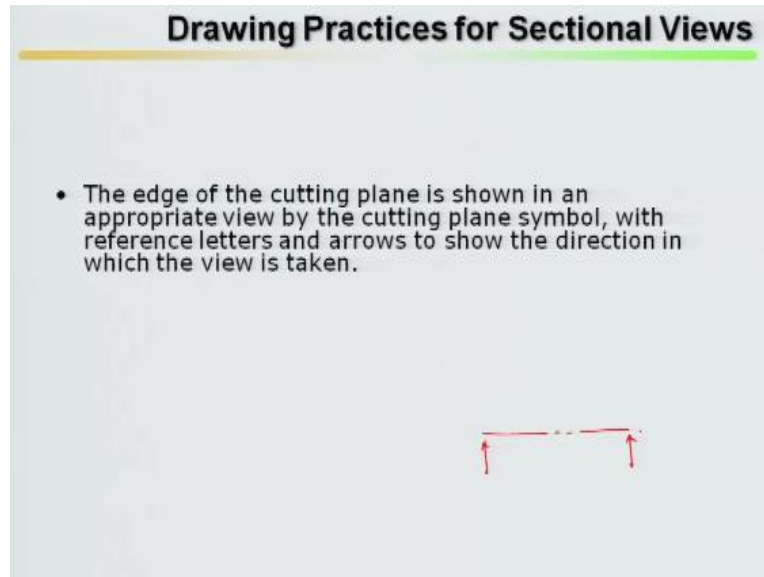 Drawing Practices for Sectional Views
• The edge of the cutting plane is shown in an
appropriate view by the cutting plane symbol, with
reference letters and arrows to show the direction in
which the view is taken.